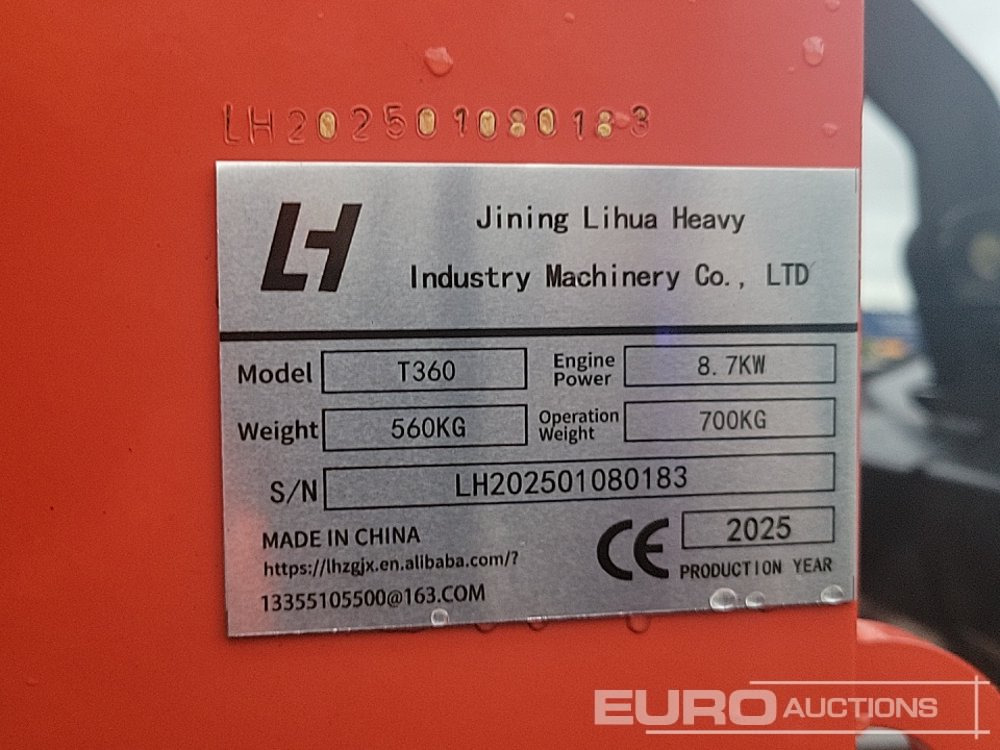 LH202501080183
LH
Jining Lihua Heavy
Industry Machinery Co., LTD
Model T360 Engine Power 8.7KW
Weight 560KG Operation Weight 700KG
S/N LH202501080183
MADE IN CHINA
CE 2025
https://lhzgjx.en.alibaba.com/?
PRODUCTION YEAR
13355105500@163.COM
EURO AUCTIONS